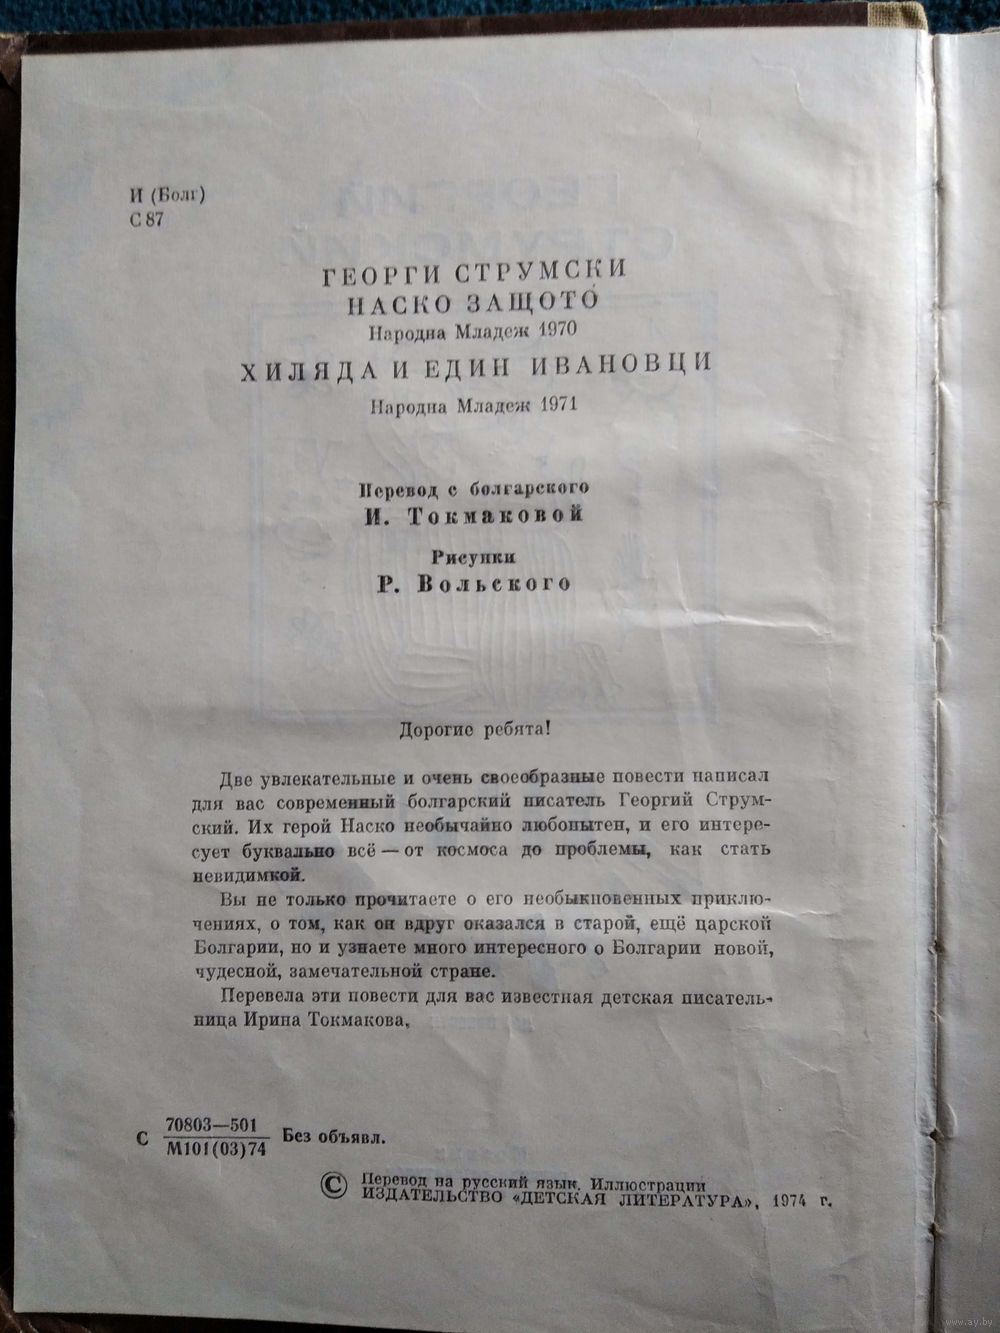 И (Болг)
С 87
ГЕОРГИ СТРУМСКИ
НАСКО ЗАЩОТО
Народна Младеж 1970
ХИЛЯДА И ЕДИН ИВАНОВЦИ
Народна Младеж 1971
Перевод с болгарского
И. Токмаковой
Рисунки
Р. Вольского
Дорогие ребята!
Две увлекательные и очень своеобразные повести написал
для вас современный болгарский писатель Георгий Струм-
ский. Их герой Наско необычайно любопытен, и его интере-
сует буквально всё — от космоса до проблемы, как стать
невидимкой.
Вы не только прочитаете о его необыкновенных приклю-
чениях, о том, как он вдруг оказался в старой, ещё царской
Болгарии, но и узнаете много интересного о Болгарии новой,
чудесной, замечательной стране.
Перевела эти повести для вас известная детская писатель-
ница Ирина Токмакова.
С 70803—501
М101(03)74 Без объявл.
© Перевод на русский язык. Иллюстрации
ИЗДАТЕЛЬСТВО «ДЕТСКАЯ ЛИТЕРАТУРА», 1974 г.
www.ay.by